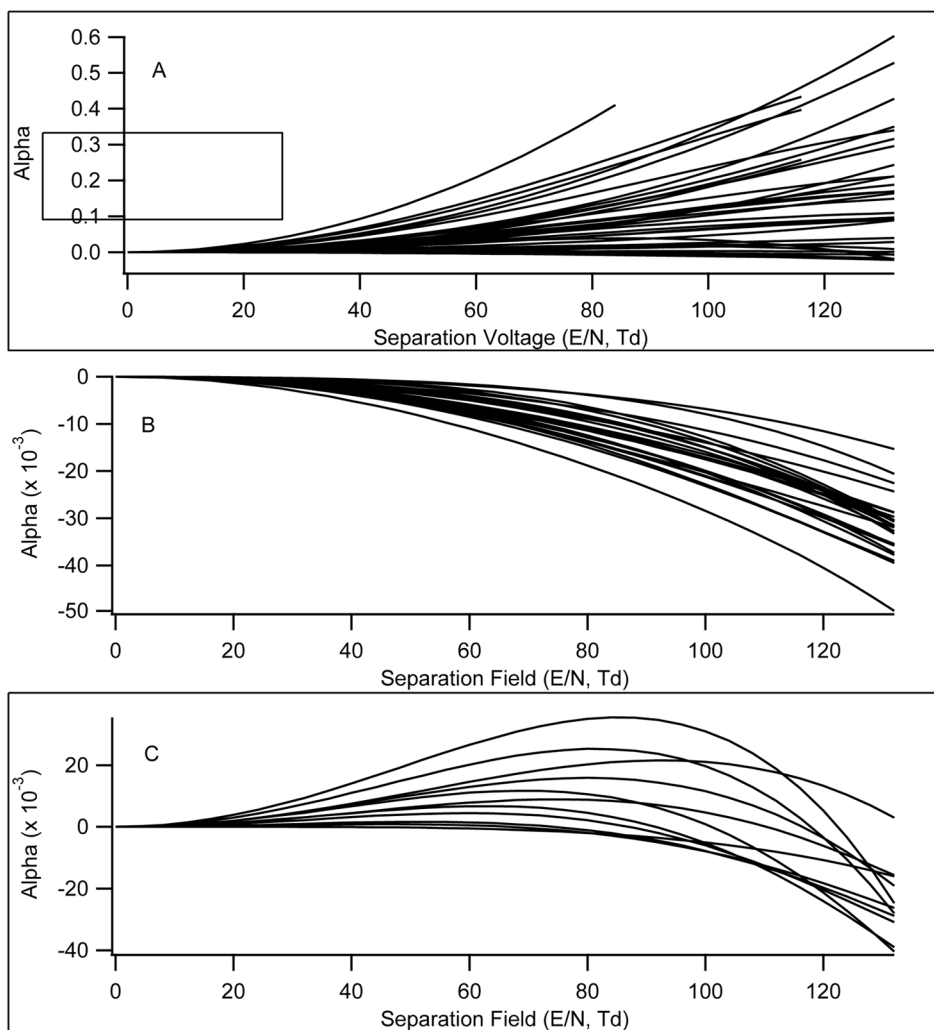 A
Alpha
0.6
0.5
0.4
0.3
0.2
0.1
0.0
0 20 40 60 80 100 120
Separation Voltage (E/N, Td)
B
Alpha (x 10⁻³)
0
-10
-20
-30
-40
-50
0 20 40 60 80 100 120
Separation Field (E/N, Td)
C
Alpha (x 10⁻³)
20
0
-20
-40
0 20 40 60 80 100 120
Separation Field (E/N, Td)